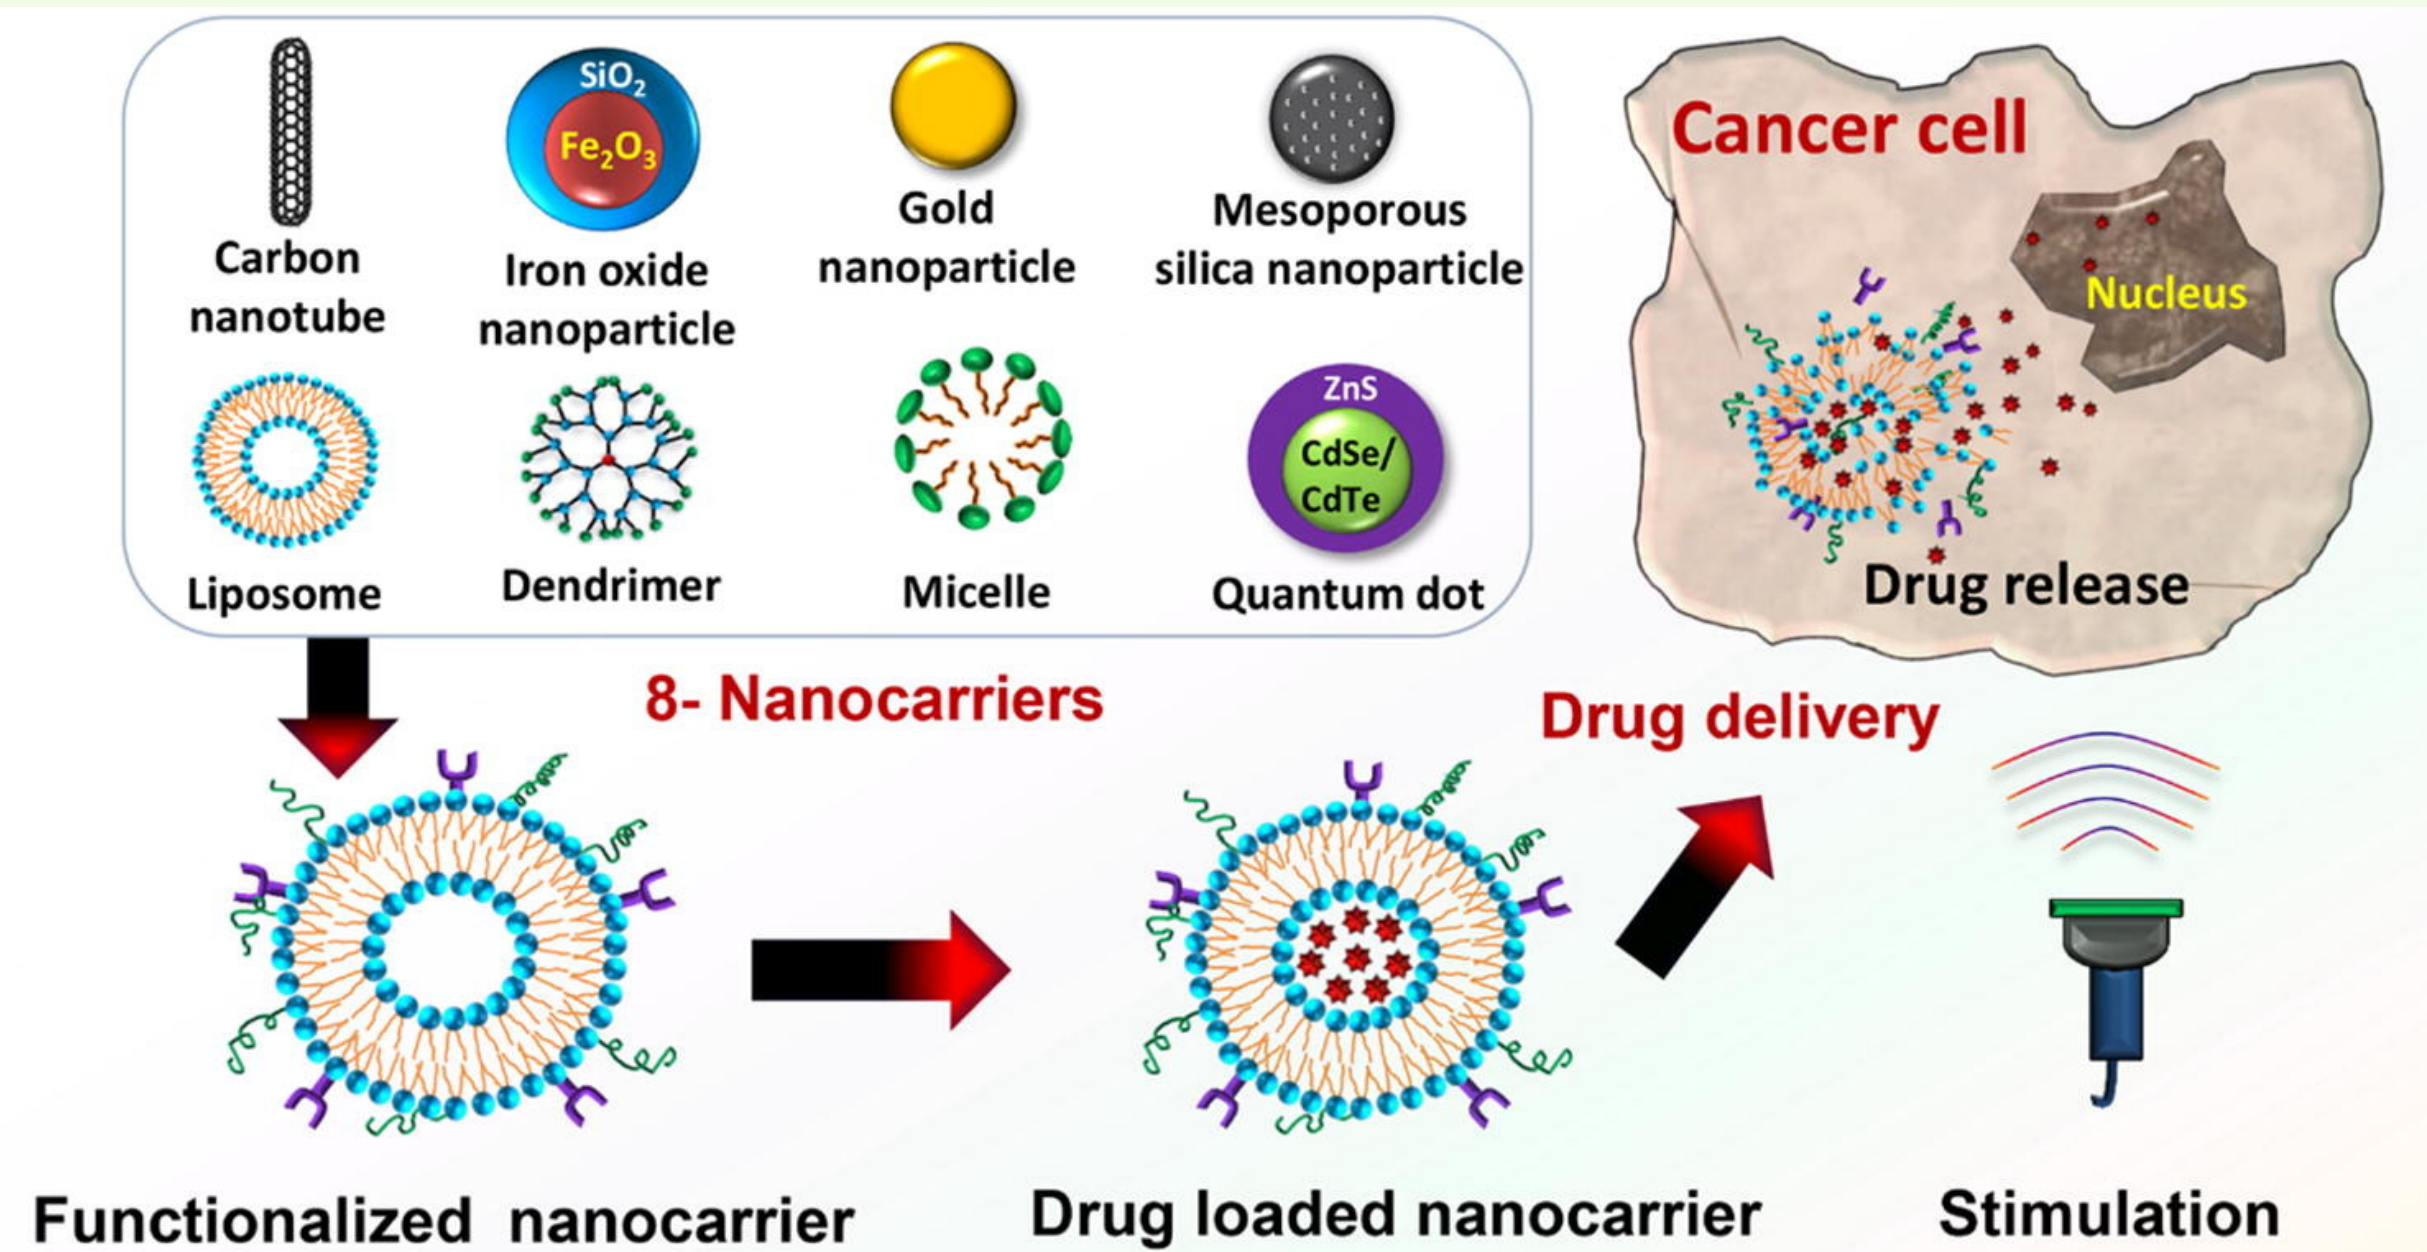 SiO₂
Fe₂O₃
Carbon
nanotube
Iron oxide
nanoparticle
Gold
nanoparticle
Mesoporous
silica nanoparticle
Liposome
Dendrimer
Micelle
ZnS
CdSe/
CdTe
Quantum dot
Cancer cell
Nucleus
Drug release
8- Nanocarriers
Drug delivery
Functionalized nanocarrier
Drug loaded nanocarrier
Stimulation